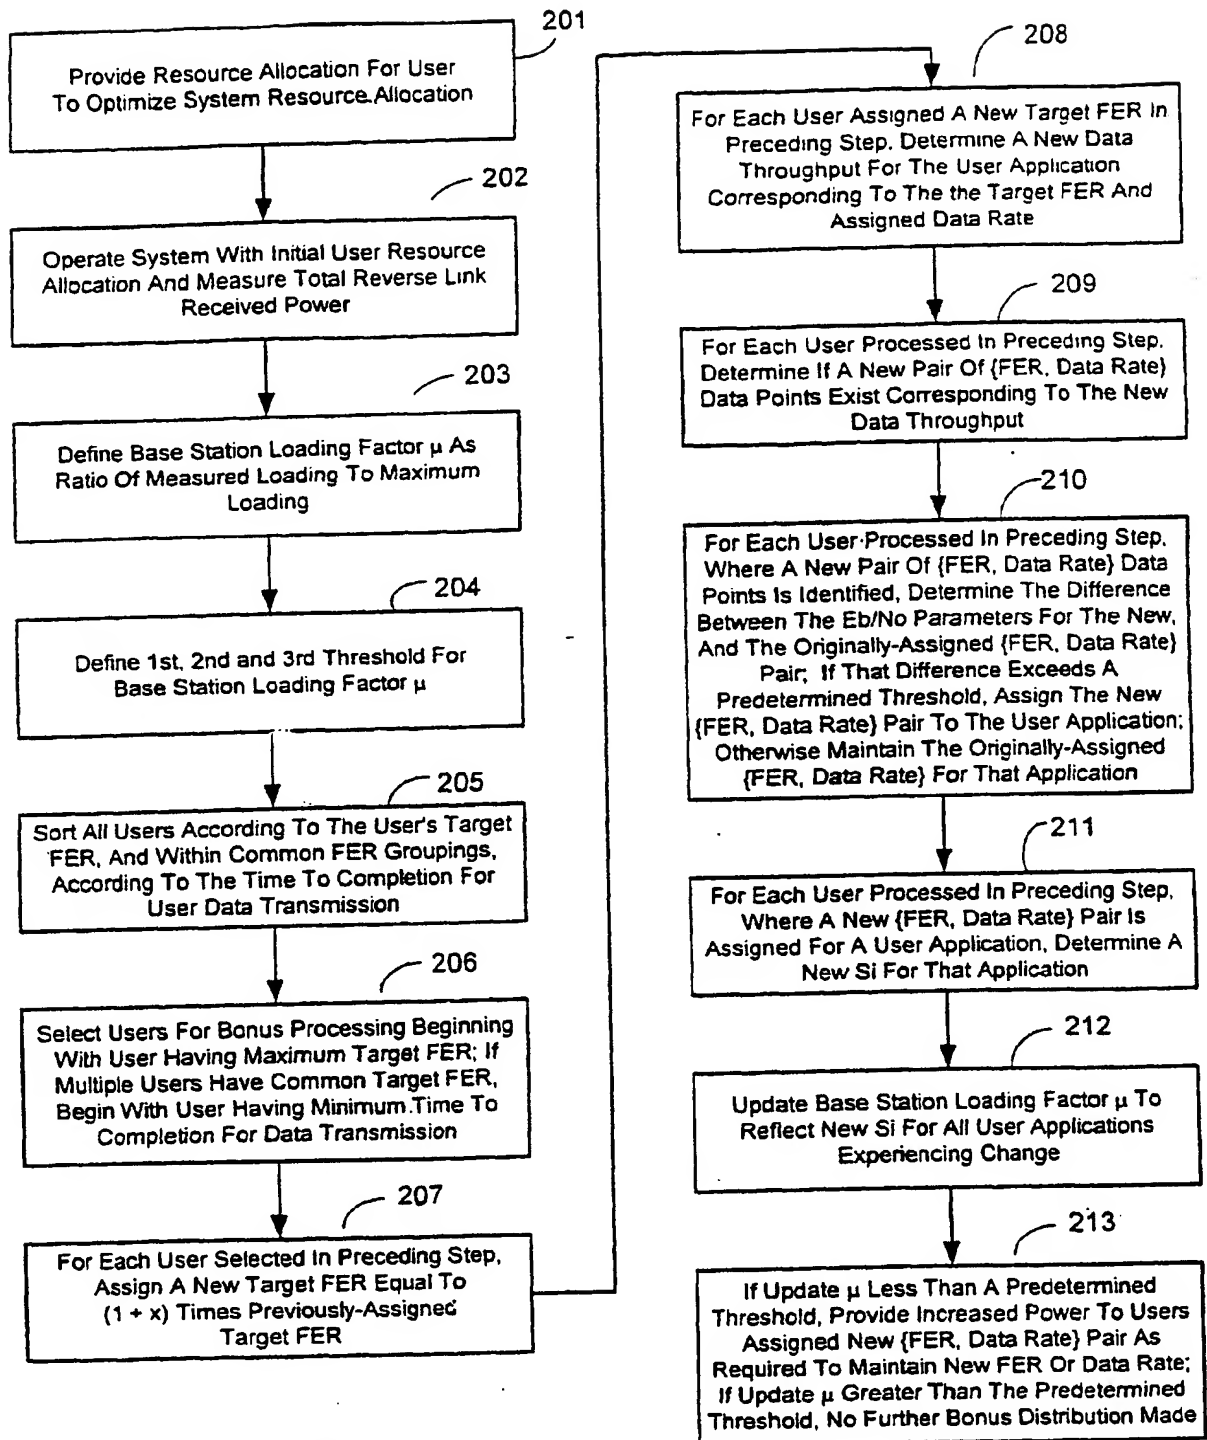 201
Provide Resource Allocation For User
To Optimize System Resource Allocation
202
Operate System With Initial User Resource
Allocation And Measure Total Reverse Link
Received Power
203
Define Base Station Loading Factor μ As
Ratio Of Measured Loading To Maximum
Loading
204
Define 1st, 2nd and 3rd Threshold For
Base Station Loading Factor μ
205
Sort All Users According To The User's Target
FER, And Within Common FER Groupings,
According To The Time To Completion For
User Data Transmission
206
Select Users For Bonus Processing Beginning
With User Having Maximum Target FER; If
Multiple Users Have Common Target FER,
Begin With User Having Minimum Time To
Completion For Data Transmission
207
For Each User Selected In Preceding Step,
Assign A New Target FER Equal To
(1 + x) Times Previously-Assigned
Target FER
208
For Each User Assigned A New Target FER In
Preceding Step, Determine A New Data
Throughput For The User Application
Corresponding To The the Target FER And
Assigned Data Rate
209
For Each User Processed In Preceding Step,
Determine If A New Pair Of {FER, Data Rate}
Data Points Exist Corresponding To The New
Data Throughput
210
For Each User Processed In Preceding Step,
Where A New Pair Of {FER, Data Rate} Data
Points Is Identified, Determine The Difference
Between The Eb/No Parameters For The New,
And The Originally-Assigned {FER, Data Rate}
Pair; If That Difference Exceeds A
Predetermined Threshold, Assign The New
{FER, Data Rate} Pair To The User Application;
Otherwise Maintain The Originally-Assigned
{FER, Data Rate} For That Application
211
For Each User Processed In Preceding Step,
Where A New {FER, Data Rate} Pair Is
Assigned For A User Application, Determine A
New Si For That Application
212
Update Base Station Loading Factor μ To
Reflect New Si For All User Applications
Experiencing Change
213
If Update μ Less Than A Predetermined
Threshold, Provide Increased Power To Users
Assigned New {FER, Data Rate} Pair As
Required To Maintain New FER Or Data Rate;
If Update μ Greater Than The Predetermined
Threshold, No Further Bonus Distribution Made